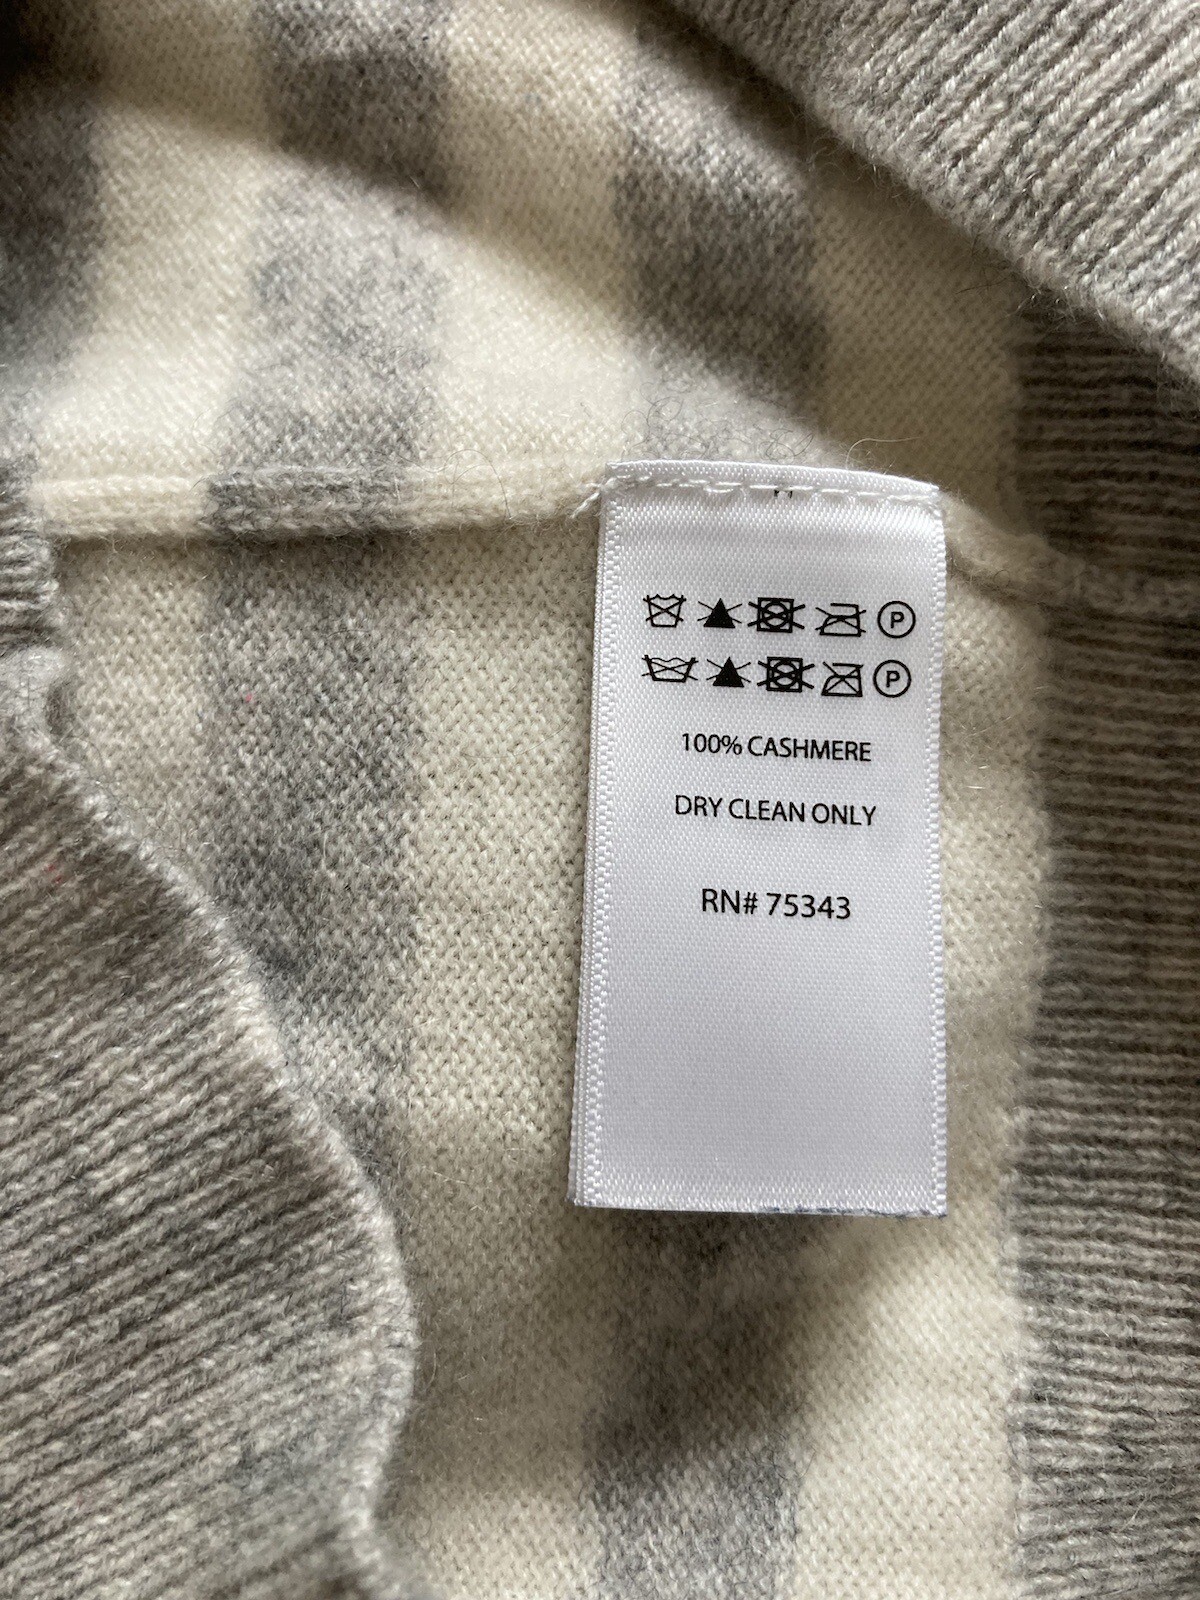 P
P
100% CASHMERE
DRY CLEAN ONLY
RN# 75343